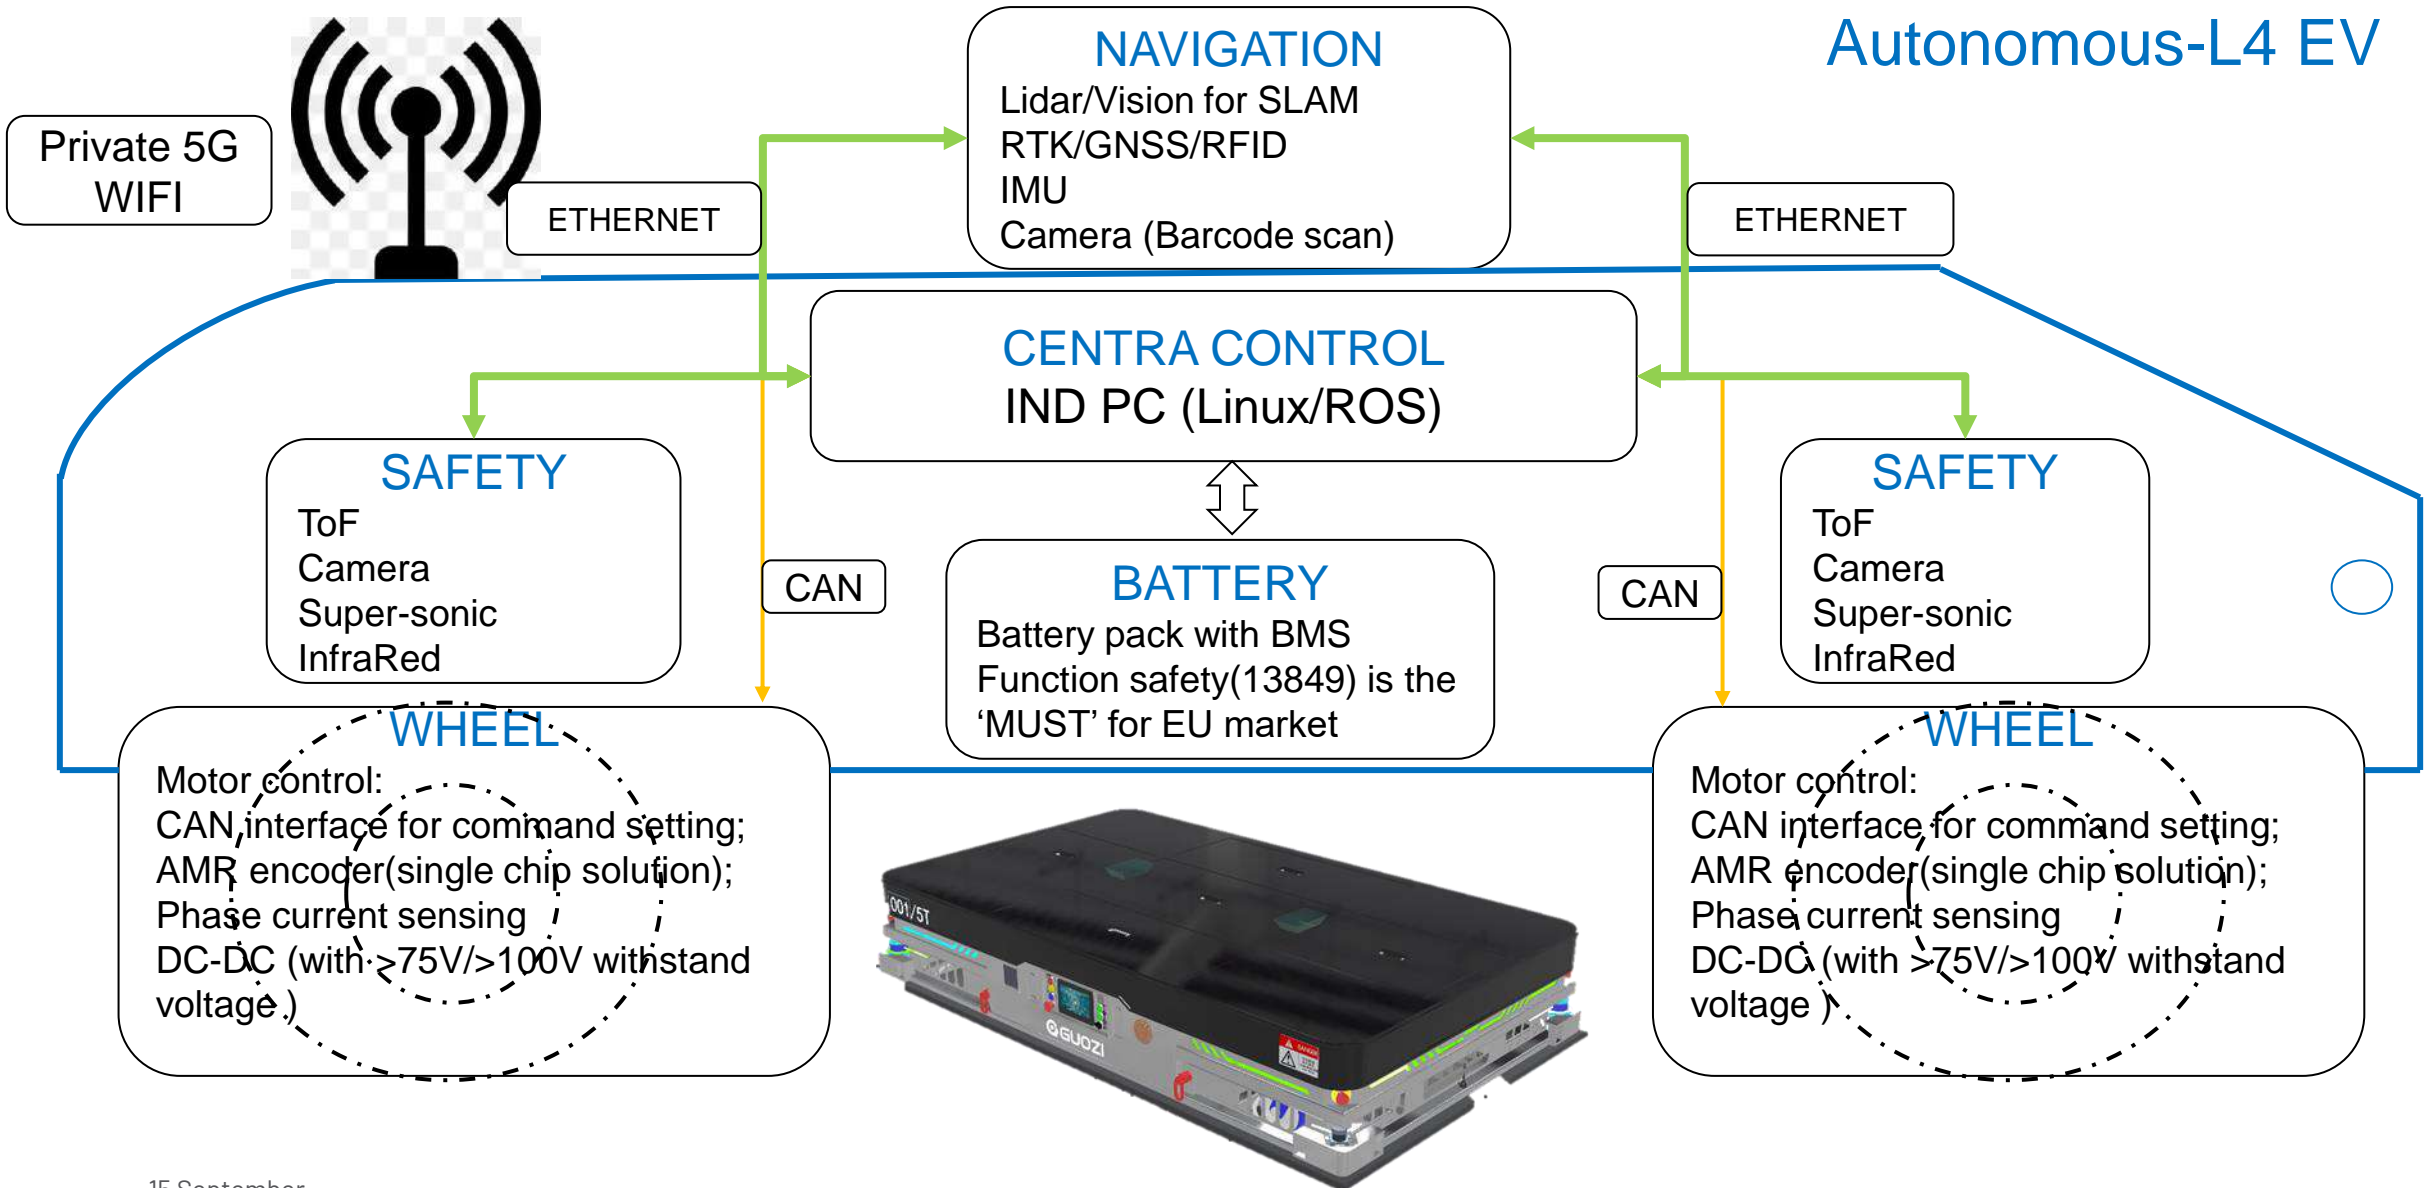 Autonomous-L4 EV
Private 5G
WIFI
ETHERNET
NAVIGATION
Lidar/Vision for SLAM
RTK/GNSS/RFID
IMU
Camera (Barcode scan)
ETHERNET
CENTRA CONTROL
IND PC (Linux/ROS)
SAFETY
ToF
Camera
Super-sonic
InfraRed
CAN
BATTERY
Battery pack with BMS
Function safety(13849) is the
‘MUST’ for EU market
CAN
SAFETY
ToF
Camera
Super-sonic
InfraRed
WHEEL
Motor control:
CAN interface for command setting;
AMR encoder(single chip solution);
Phase current sensing
DC-DC (with >75V/>100V withstand
voltage )
WHEEL
Motor control:
CAN interface for command setting;
AMR encoder(single chip solution);
Phase current sensing
DC-DC (with >75V/>100V withstand
voltage )
001/5T
GUOZI
DANGER
15 September